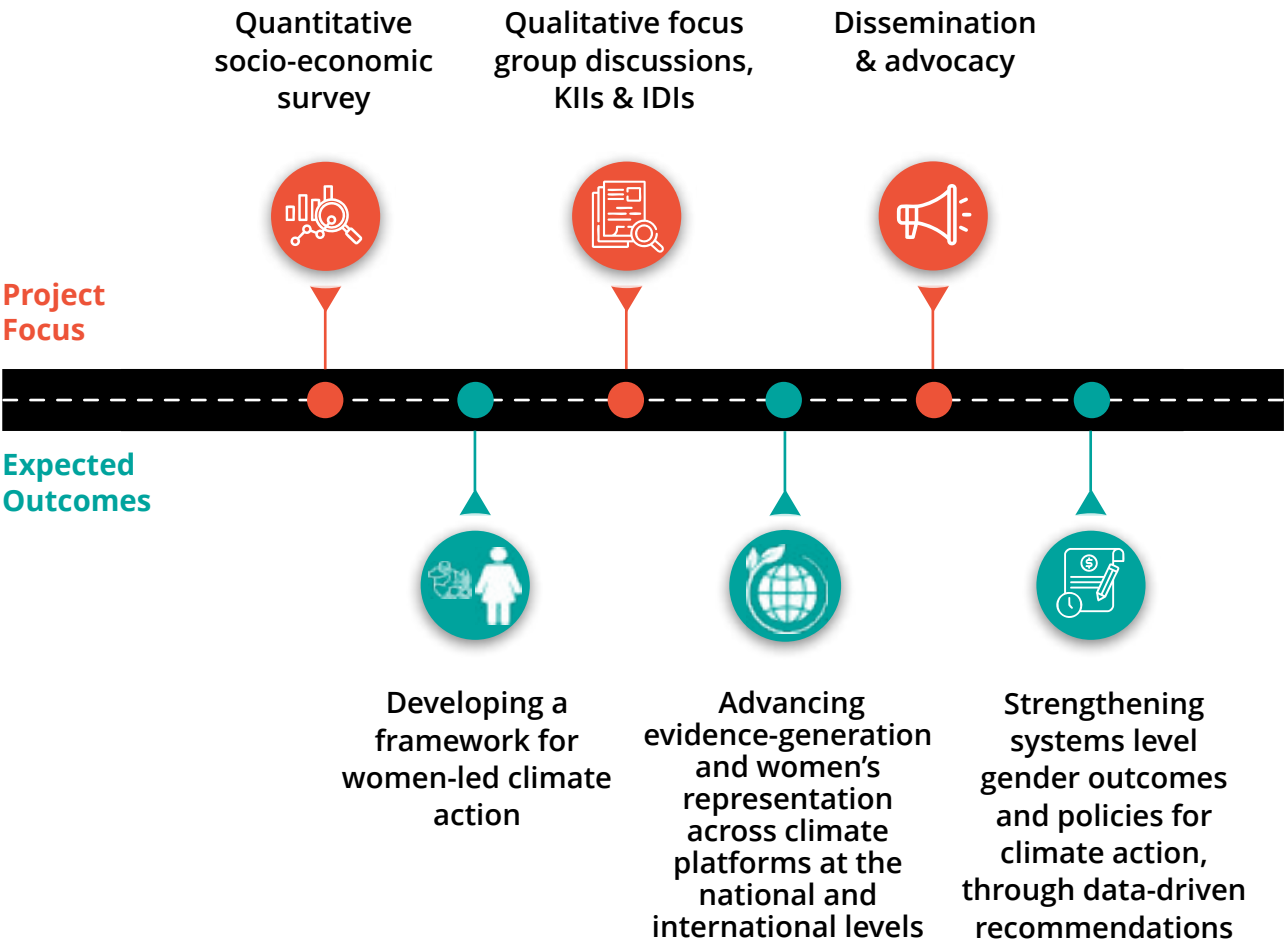 Quantitative
socio-economic
survey
Qualitative focus
group discussions,
KIIs & IDIs
Dissemination
& advocacy
Project
Focus
Expected
Outcomes
Developing a
framework for
women-led climate
action
Advancing
evidence-generation
and women’s
representation
across climate
platforms at the
national and
international levels
Strengthening
systems level
gender outcomes
and policies for
climate action,
through data-driven
recommendations